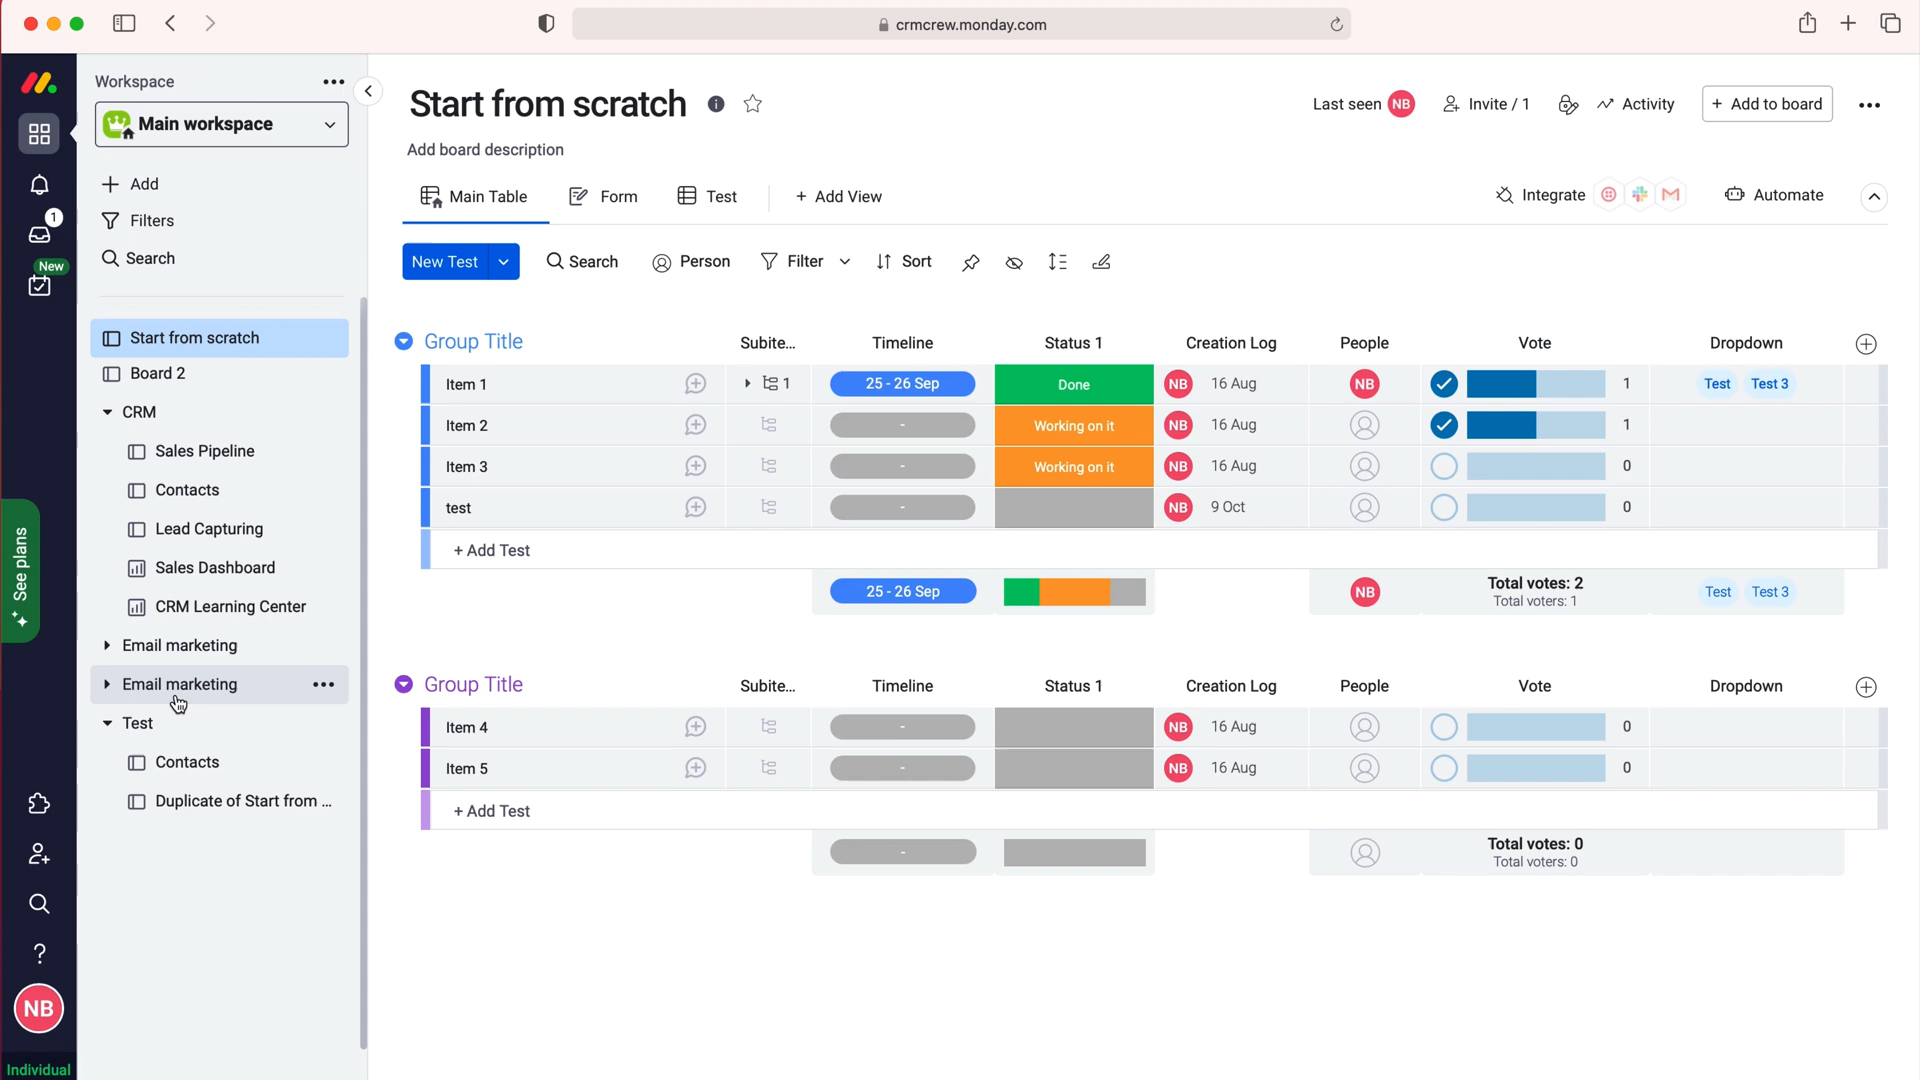 crmcrew.monday.com
Workspace
Main workspace
Add
Filters
Search
Start from scratch
Board 2
CRM
Sales Pipeline
Contacts
Lead Capturing
Sales Dashboard
CRM Learning Center
Email marketing
Email marketing
Test
Contacts
Duplicate of Start from ...
1
New
See plans
?
NB
Individual
Start from scratch
Last seen NB
Invite / 1
Activity
+ Add to board
Add board description
Main Table
Form
Test
+ Add View
Integrate
Automate
New Test
Search
Person
Filter
Sort
Group Title Subite... Timeline Status 1 Creation Log People Vote Dropdown
Item 1 1 25 - 26 Sep Done NB 16 Aug NB 1 Test Test 3
Item 2 - Working on it NB 16 Aug 1
Item 3 - Working on it NB 16 Aug 0
test - NB 9 Oct 0
+ Add Test
25 - 26 Sep NB Total votes: 2 Test Test 3
Total voters: 1
Group Title Subite... Timeline Status 1 Creation Log People Vote Dropdown
Item 4 - NB 16 Aug 0
Item 5 - NB 16 Aug 0
+ Add Test
- Total votes: 0
Total voters: 0